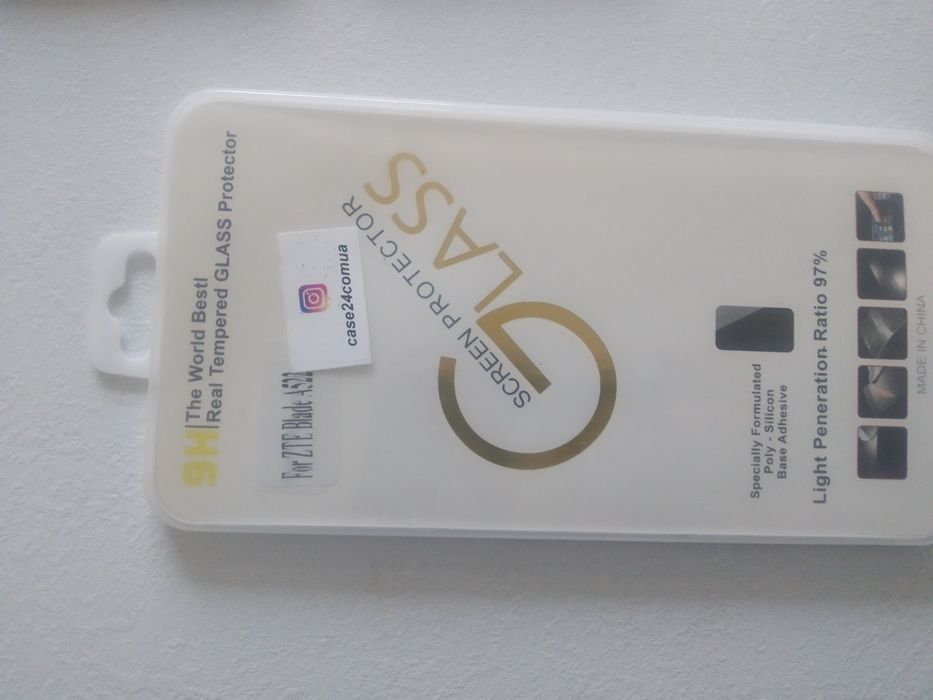 9H
The World Best!
Real Tempered GLASS Protector
For ZTE Blade A522
case24comua
SCREEN PROTECTOR
GLASS
Specially Formulated
Poly - Silicon
Base Adhesive
Light Peneration Ratio 97%
MADE IN CHINA